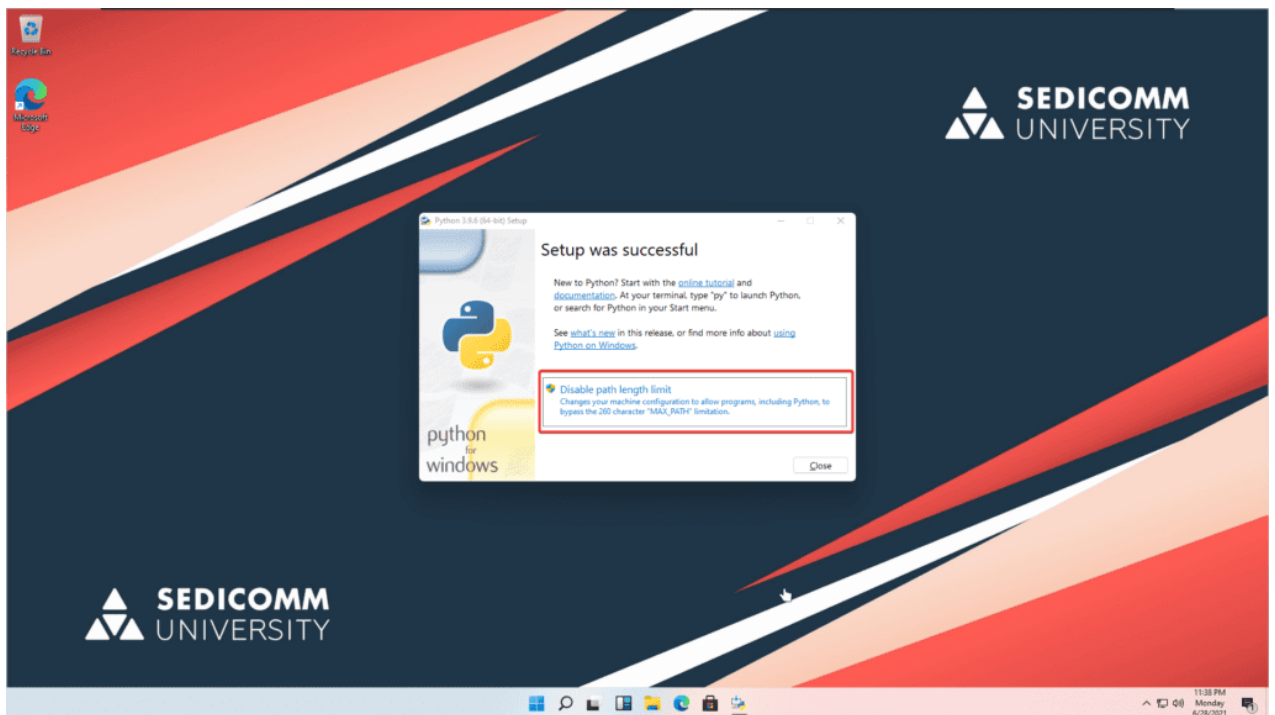 Recycle Bin
Microsoft
Edge
SEDICOMM
UNIVERSITY
Python 3.9.6 (64-bit) Setup
Setup was successful
New to Python? Start with the online tutorial and
documentation. At your terminal, type "py" to launch Python,
or search for Python in your Start menu.
See what's new in this release, or find more info about using
Python on Windows.
Disable path length limit
Changes your machine configuration to allow programs, including Python, to
bypass the 260 character "MAX_PATH" limitation.
python
for
windows
Close
SEDICOMM
UNIVERSITY
11:38 PM
Monday
6/28/2021